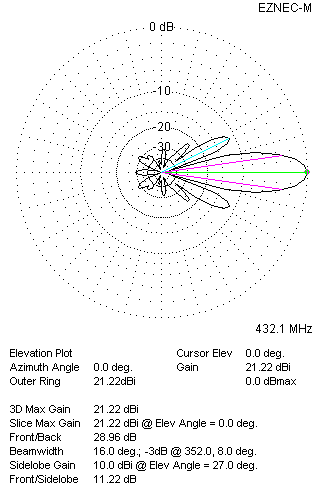 EZNEC-M
0 dB
-10
-20
-30
432.1 MHz
Elevation Plot Cursor Elev 0.0 deg.
Azimuth Angle 0.0 deg. Gain 21.22 dBi
Outer Ring 21.22dBi 0.0 dBmax
3D Max Gain 21.22 dBi
Slice Max Gain 21.22 dBi @ Elev Angle = 0.0 deg.
Front/Back 28.96 dB
Beamwidth 16.0 deg.; -3dB @ 352.0, 8.0 deg.
Sidelobe Gain 10.0 dBi @ Elev Angle = 27.0 deg.
Front/Sidelobe 11.22 dB